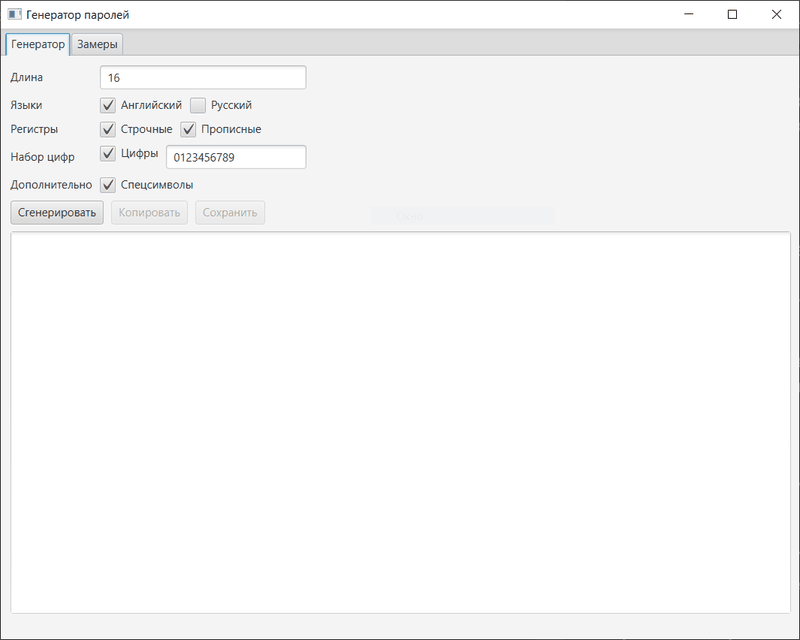 Генератор паролей
Генератор Замеры
Длина 16
Языки Английский Русский
Регистры Строчные Прописные
Набор цифр Цифры 0123456789
Дополнительно Спецсимволы
Сгенерировать Копировать Сохранить